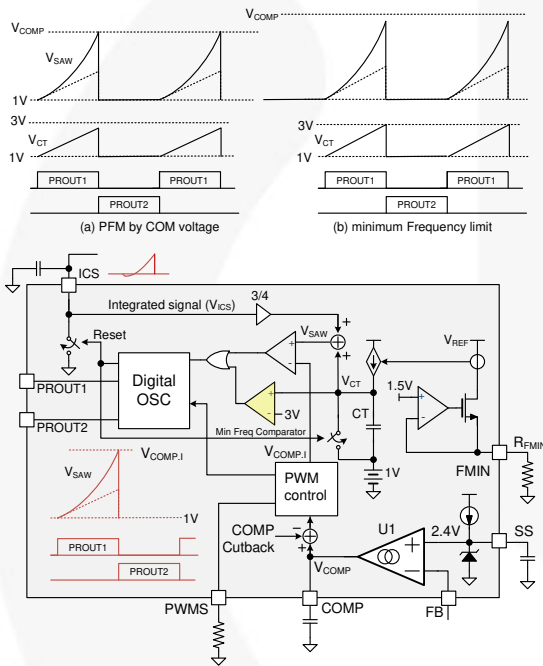 VCOMP
VSAW
1V
3V
VCT
1V
PROUT1
PROUT1
PROUT2
(a) PFM by COM voltage
VCOMP
1V
3V
VCT
1V
PROUT1
PROUT1
PROUT2
(b) minimum Frequency limit
ICS
Integrated signal (VICS)
3/4
Reset
VSAW
+
+
+
-
VREF
PROUT1
Digital
OSC
VCT
1.5V
+
-
+
-
3V
CT
PROUT2
Min Freq Comparator
RFMIN
VCOMP.I
VCOMP.I
FMIN
VSAW
1V
PWM
control
1V
PROUT1
PROUT2
COMP
Cutback
-
+
U1
2.4V
SS
+
-
VCOMP
PWMS
COMP
FB